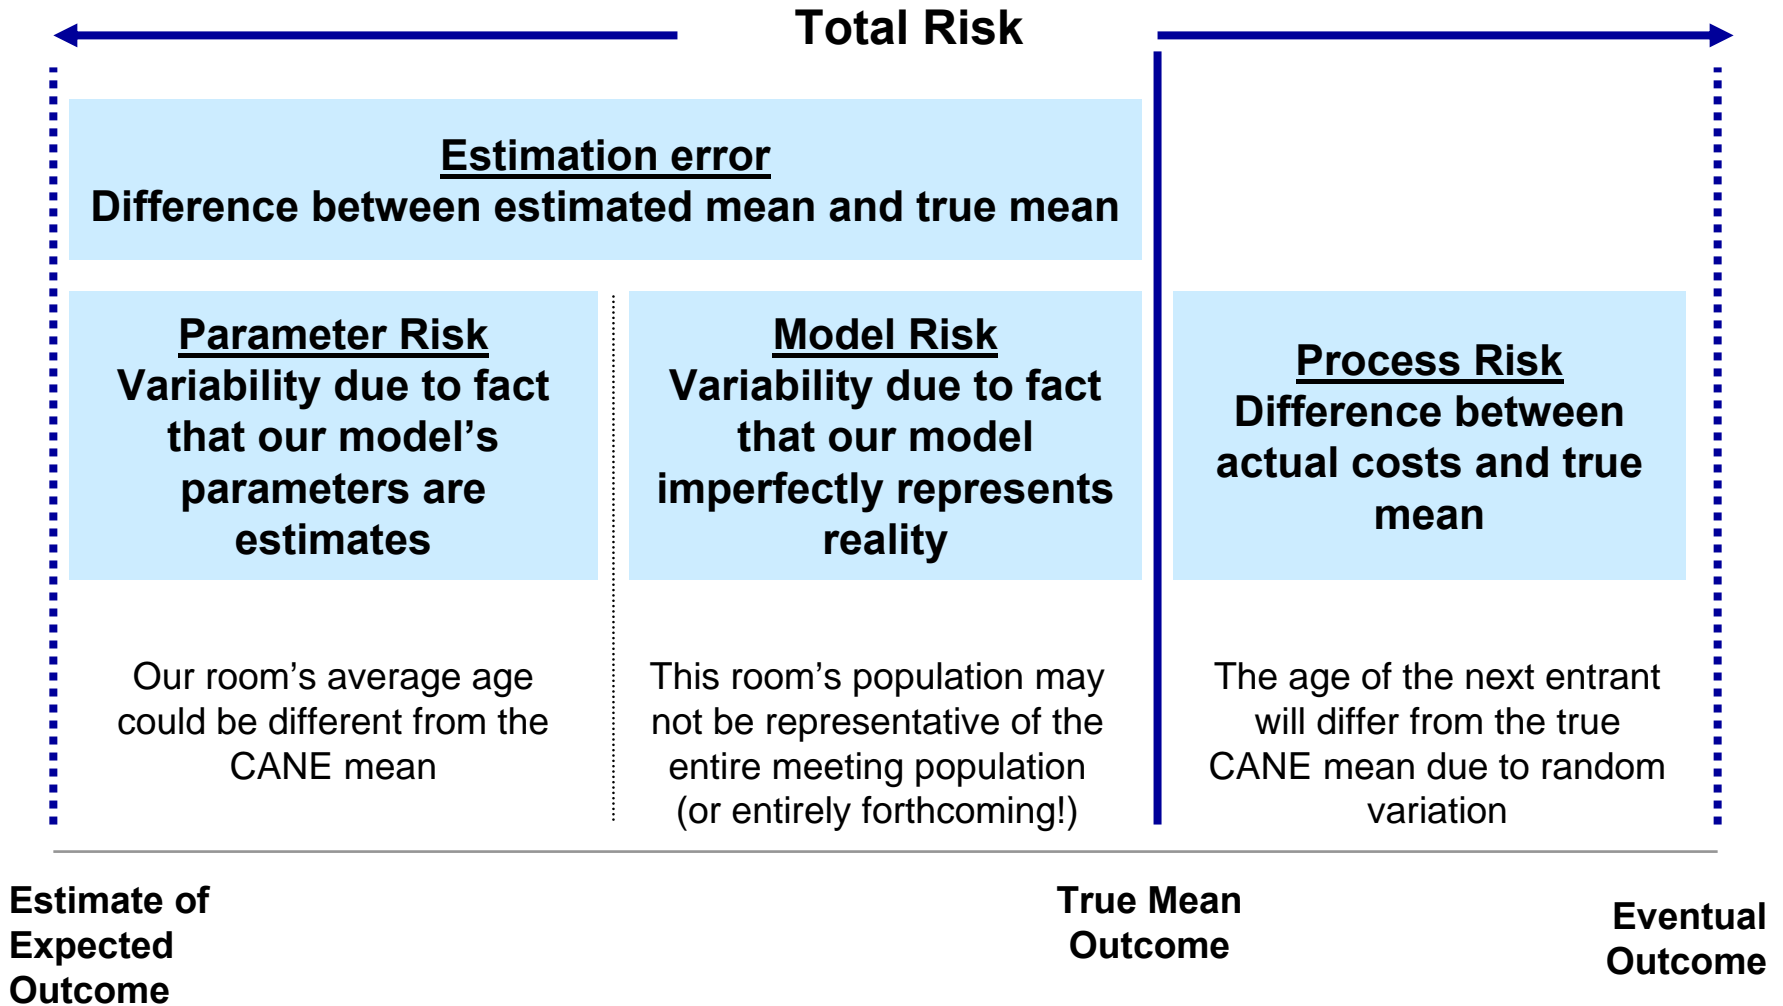 Total Risk
Estimation error
Difference between estimated mean and true mean
Parameter Risk
Variability due to fact
that our model’s
parameters are
estimates
Model Risk
Variability due to fact
that our model
imperfectly represents
reality
Process Risk
Difference between
actual costs and true
mean
Our room’s average age
could be different from the
CANE mean
This room’s population may
not be representative of the
entire meeting population
(or entirely forthcoming!)
The age of the next entrant
will differ from the true
CANE mean due to random
variation
Estimate of
Expected
Outcome
True Mean
Outcome
Eventual
Outcome